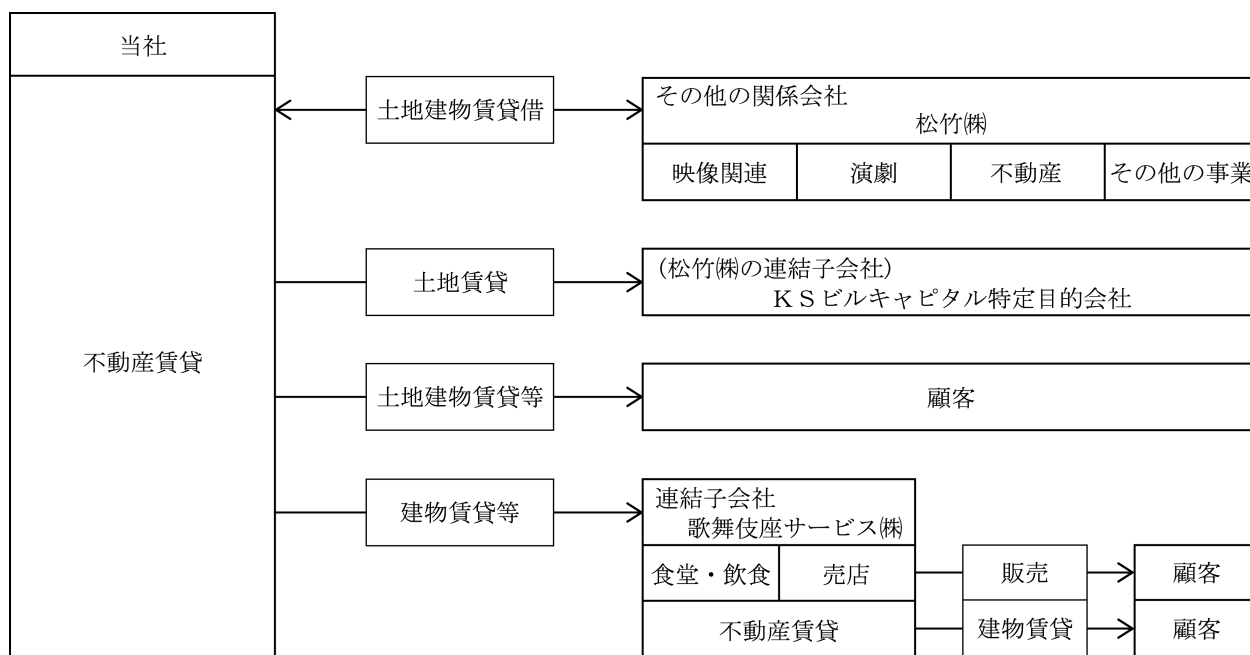 当社
不動産賃貸
土地建物賃貸借
その他の関係会社
松竹㈱
映像関連
演劇
不動産
その他の事業
土地賃貸
(松竹㈱の連結子会社)
ＫＳビルキャピタル特定目的会社
土地建物賃貸等
顧客
建物賃貸等
連結子会社
歌舞伎座サービス㈱
食堂・飲食
売店
販売
顧客
不動産賃貸
建物賃貸
顧客